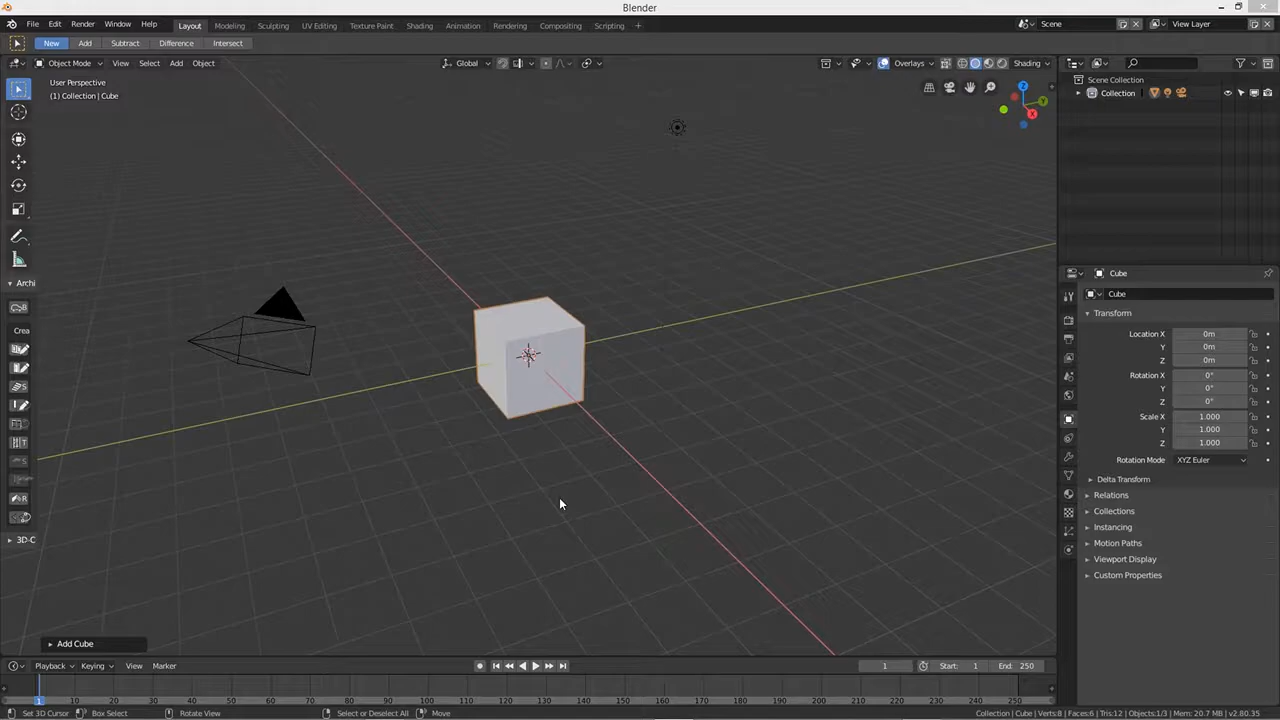 Blender
File Edit Render Window Help Layout Modeling Sculpting UV Editing Texture Paint Shading Animation Rendering Compositing Scripting + Scene View Layer
New Add Subtract Difference Intersect
Object Mode View Select Add Object Global Overlays Shading
User Perspective
(1) Collection | Cube
Z
Y
X
Archi
Crea
3D-C
Add Cube
Scene Collection
Collection
Cube
Cube
Transform
Location X 0m
Y 0m
Z 0m
Rotation X 0°
Y 0°
Z 0°
Scale X 1.000
Y 1.000
Z 1.000
Rotation Mode XYZ Euler
Delta Transform
Relations
Collections
Instancing
Motion Paths
Viewport Display
Custom Properties
Playback Keying View Marker 1 Start: 1 End: 250
1 10 20 30 40 50 60 70 80 90 100 110 120 130 140 150 160 170 180 190 200 210 220 230 240 250
Set 3D Cursor Box Select Rotate View Select or Deselect All Move Collection | Cube | Verts:8 | Faces:6 | Tris:12 | Objects:1/3 | Mem: 20.7 MB | v2.80.35